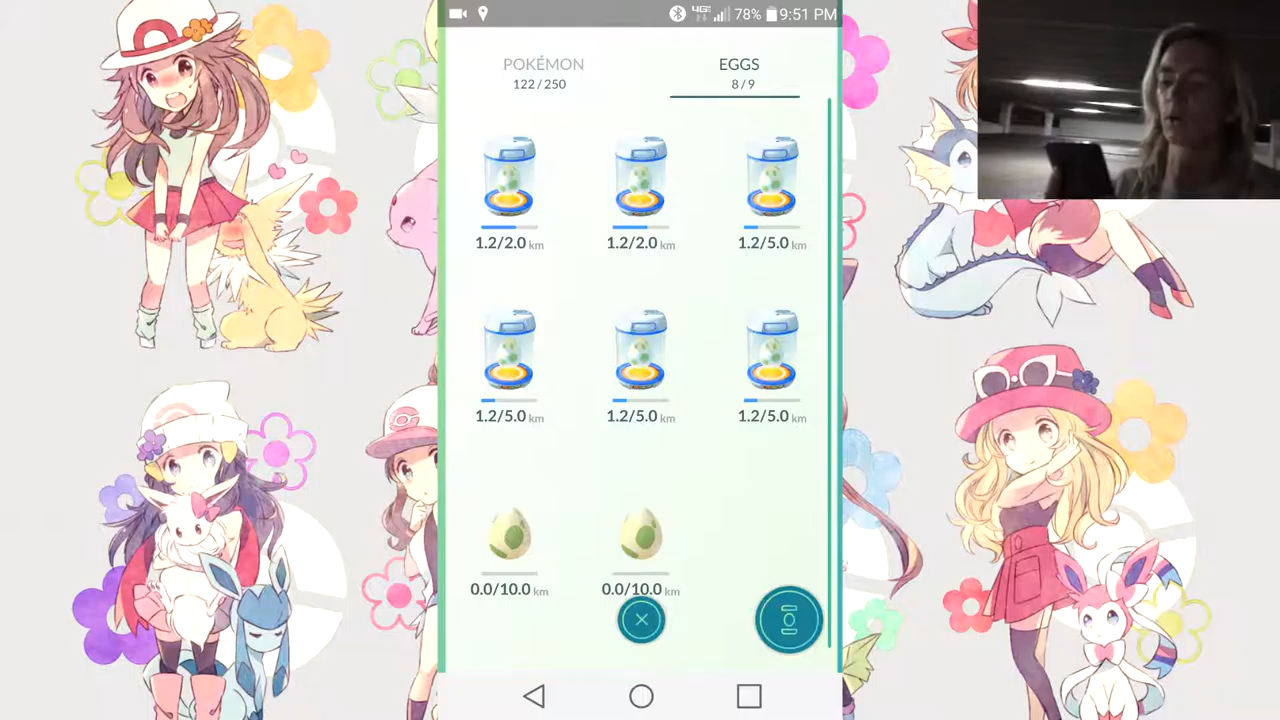 4G LTE 78% 9:51 PM
POKÉMON EGGS
122/250 8/9
1.2/2.0 km 1.2/2.0 km 1.2/5.0 km
1.2/5.0 km 1.2/5.0 km 1.2/5.0 km
0.0/10.0 km 0.0/10.0 km